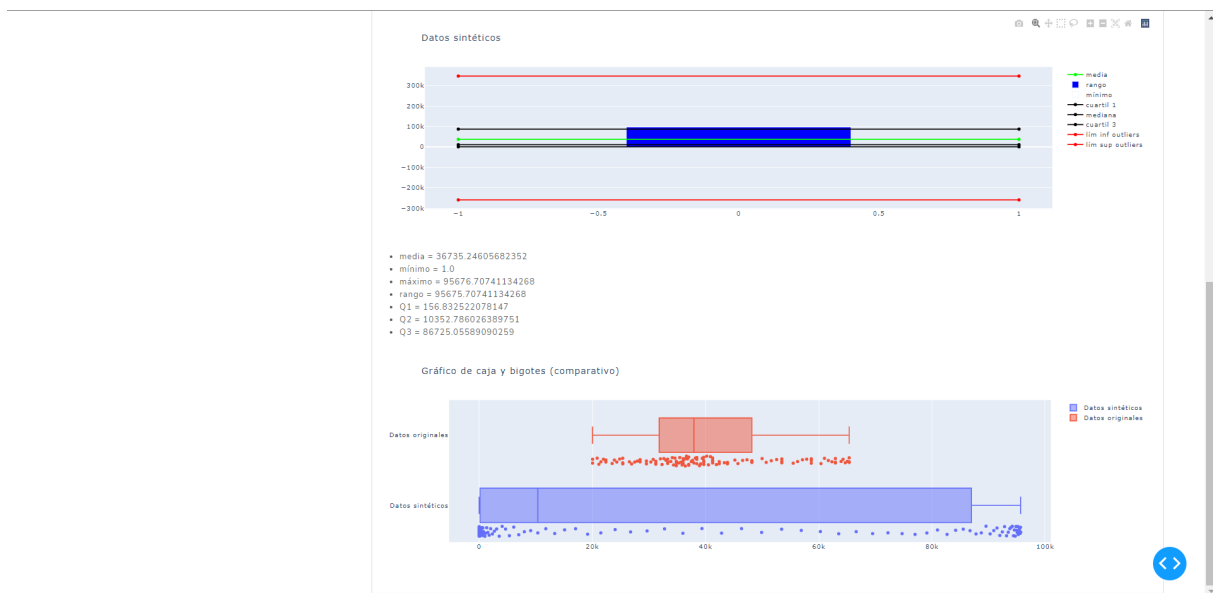 Datos sintéticos
media
rango
mínimo
cuartil 1
mediana
cuartil 3
lím inf outliers
lím sup outliers
300k
200k
100k
0
−100k
−200k
−300k
−1
−0.5
0
0.5
1
• media = 36735.24605682352
• mínimo = 1.0
• máximo = 95676.70741134268
• rango = 95675.70741134268
• Q1 = 156.832522078147
• Q2 = 10352.786026389751
• Q3 = 86725.05589090259
Gráfico de caja y bigotes (comparativo)
Datos sintéticos
Datos originales
Datos originales
Datos sintéticos
0
20k
40k
60k
80k
100k